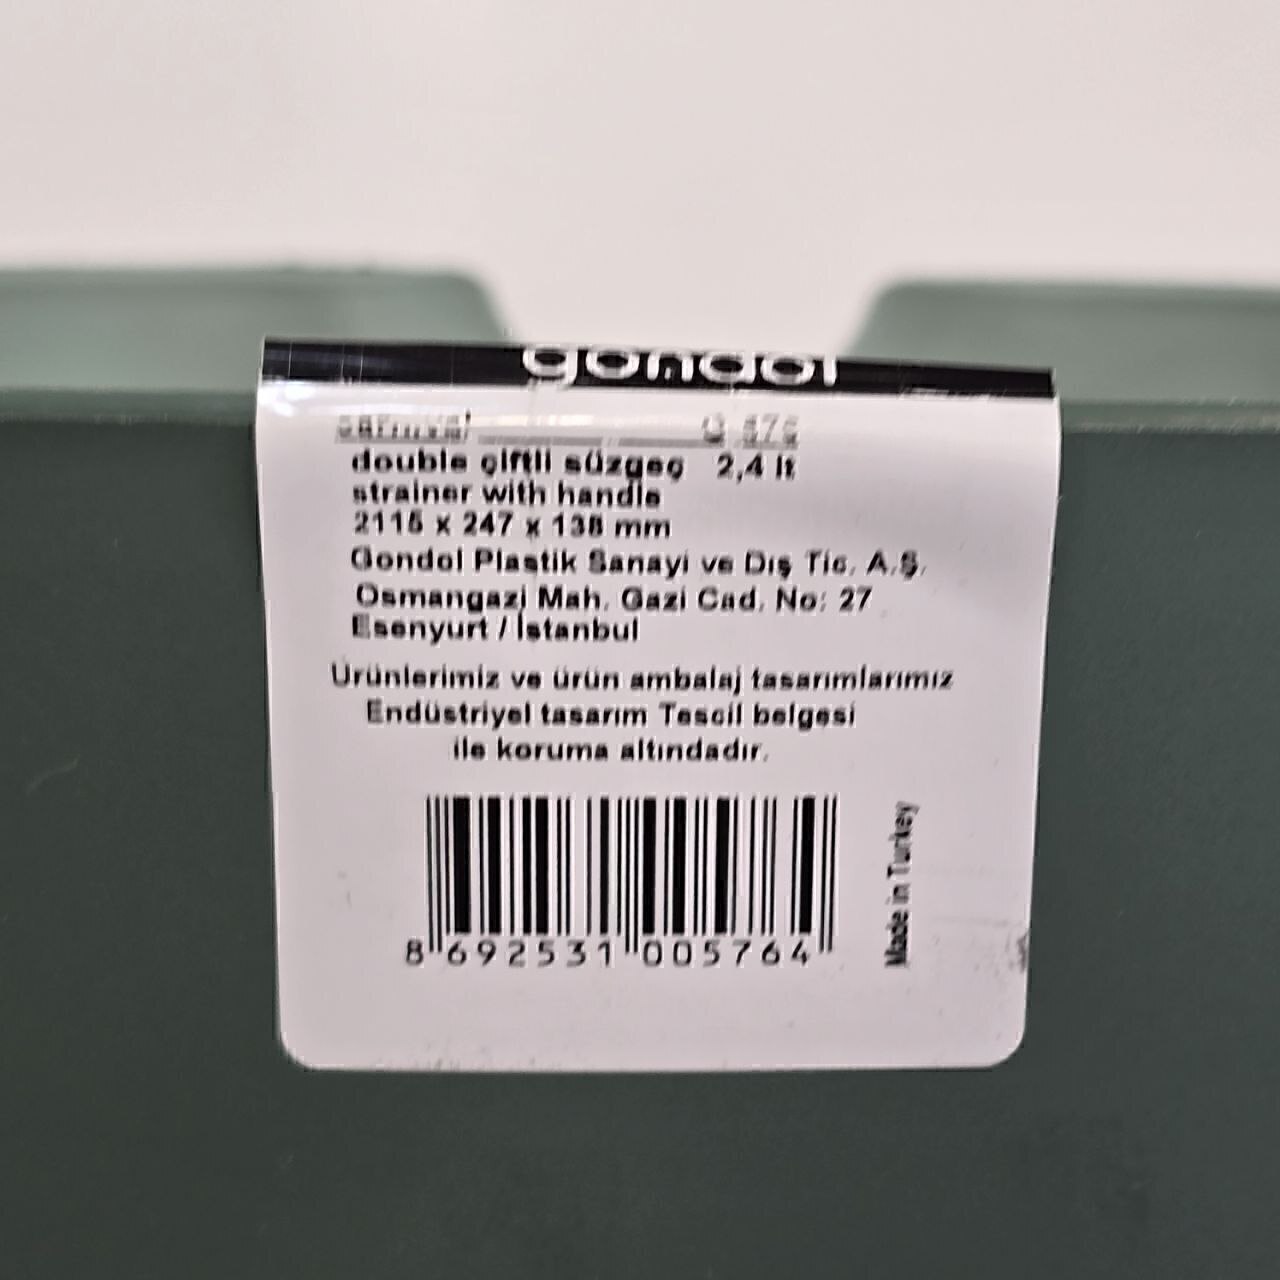 gondol
double çiftli süzgeç 2,4 lt
strainer with handle
2115 x 247 x 138 mm
Gondol Plastik Sanayi ve Dış Tic. A.Ş.
Osmangazi Mah. Gazi Cad. No: 27
Esenyurt / İstanbul
Ürünlerimiz ve ürün ambalaj tasarımlarımız
Endüstriyel tasarım Tescil belgesi
ile koruma altındadır.
8 692531 005764
Made in Turkey